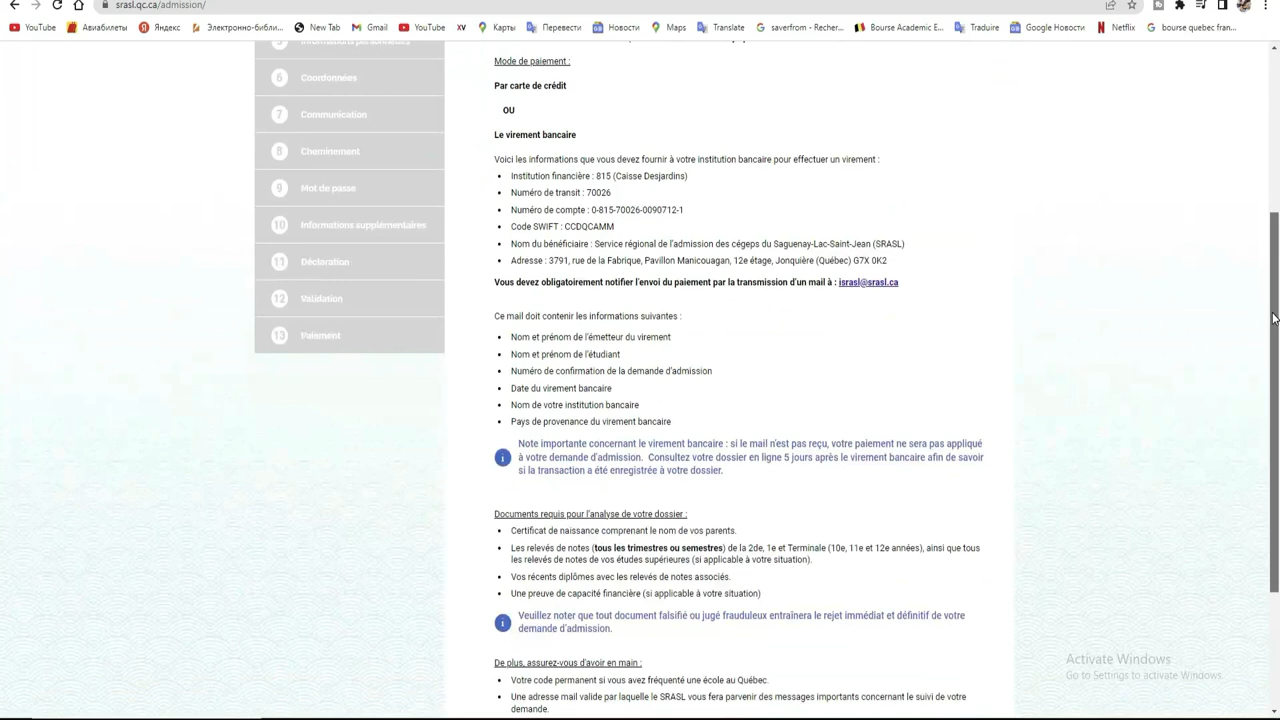 srasl.qc.ca/admission/
YouTube
Авиабилеты
Яндекс
Электронно-библи...
New Tab
Gmail
YouTube
XV
Карты
Перевести
Новости
Maps
Translate
saverfrom - Recher...
Bourse Academic E...
Traduire
Google Новости
Netflix
bourse quebec fran...
6 Coordonnées
7 Communication
8 Cheminement
9 Mot de passe
10 Informations supplémentaires
11 Déclaration
12 Validation
13 Paiement
Mode de paiement :
Par carte de crédit
OU
Le virement bancaire
Voici les informations que vous devez fournir à votre institution bancaire pour effectuer un virement :
• Institution financière : 815 (Caisse Desjardins)
• Numéro de transit : 70026
• Numéro de compte : 0-815-70026-0090712-1
• Code SWIFT : CCDQCAMM
• Nom du bénéficiaire : Service régional de l'admission des cégeps du Saguenay-Lac-Saint-Jean (SRASL)
• Adresse : 3791, rue de la Fabrique, Pavillon Manicouagan, 12e étage, Jonquière (Québec) G7X 0K2
Vous devez obligatoirement notifier l'envoi du paiement par la transmission d'un mail à : israsl@srasl.ca
Ce mail doit contenir les informations suivantes :
• Nom et prénom de l'émetteur du virement
• Nom et prénom de l'étudiant
• Numéro de confirmation de la demande d'admission
• Date du virement bancaire
• Nom de votre institution bancaire
• Pays de provenance du virement bancaire
Note importante concernant le virement bancaire : si le mail n'est pas reçu, votre paiement ne sera pas appliqué
à votre demande d'admission. Consultez votre dossier en ligne 5 jours après le virement bancaire afin de savoir
si la transaction a été enregistrée à votre dossier.
Documents requis pour l'analyse de votre dossier :
• Certificat de naissance comprenant le nom de vos parents.
• Les relevés de notes (tous les trimestres ou semestres) de la 2de, 1e et Terminale (10e, 11e et 12e années), ainsi que tous
les relevés de notes de vos études supérieures (si applicable à votre situation).
• Vos récents diplômes avec les relevés de notes associés.
• Une preuve de capacité financière (si applicable à votre situation)
Veuillez noter que tout document falsifié ou jugé frauduleux entraînera le rejet immédiat et définitif de votre
demande d'admission.
De plus, assurez-vous d'avoir en main :
• Votre code permanent si vous avez fréquenté une école au Québec.
• Une adresse mail valide par laquelle le SRASL vous fera parvenir des messages importants concernant le suivi de votre
demande.
Activate Windows
Go to Settings to activate Windows.